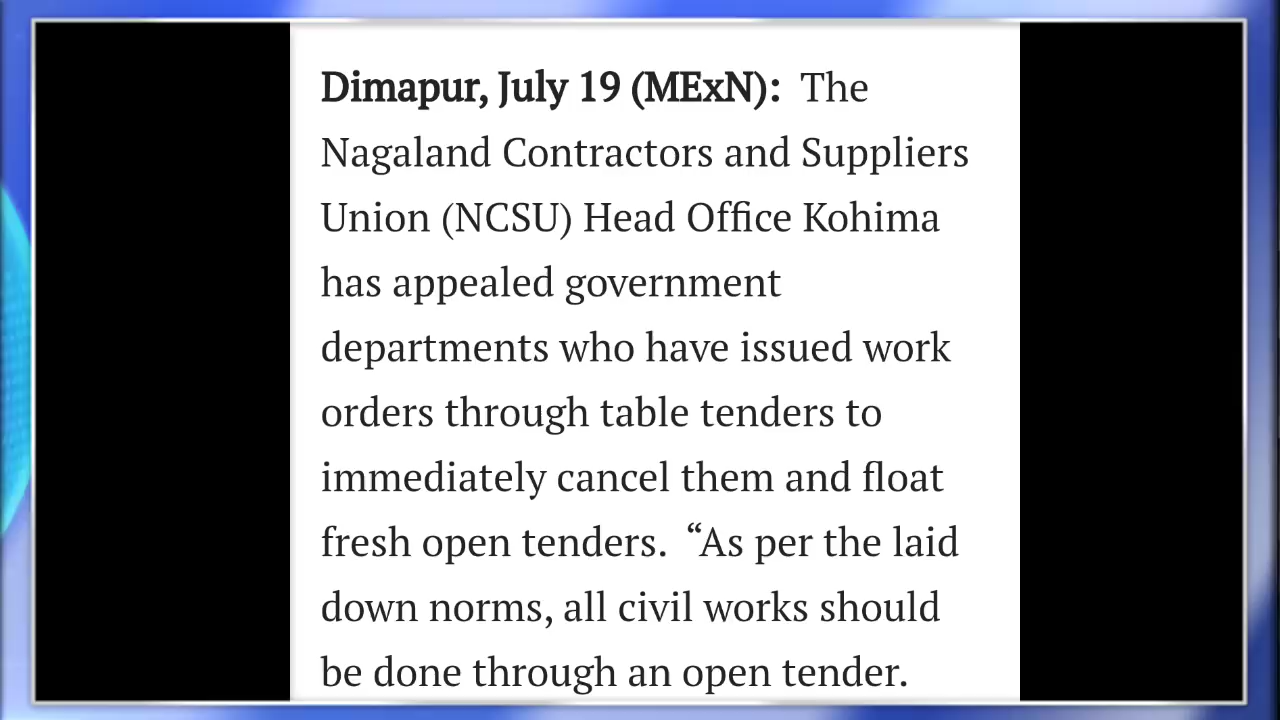 Dimapur, July 19 (MExN):  The
Nagaland Contractors and Suppliers
Union (NCSU) Head Office Kohima
has appealed government
departments who have issued work
orders through table tenders to
immediately cancel them and float
fresh open tenders.  “As per the laid
down norms, all civil works should
be done through an open tender.